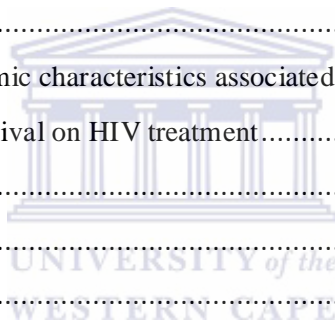 ....................................................
mic characteristics associated
ival on HIV treatment..........
....................................................
....................................................
UNIVERSITY of the
....................................................
WESTERN CAPE